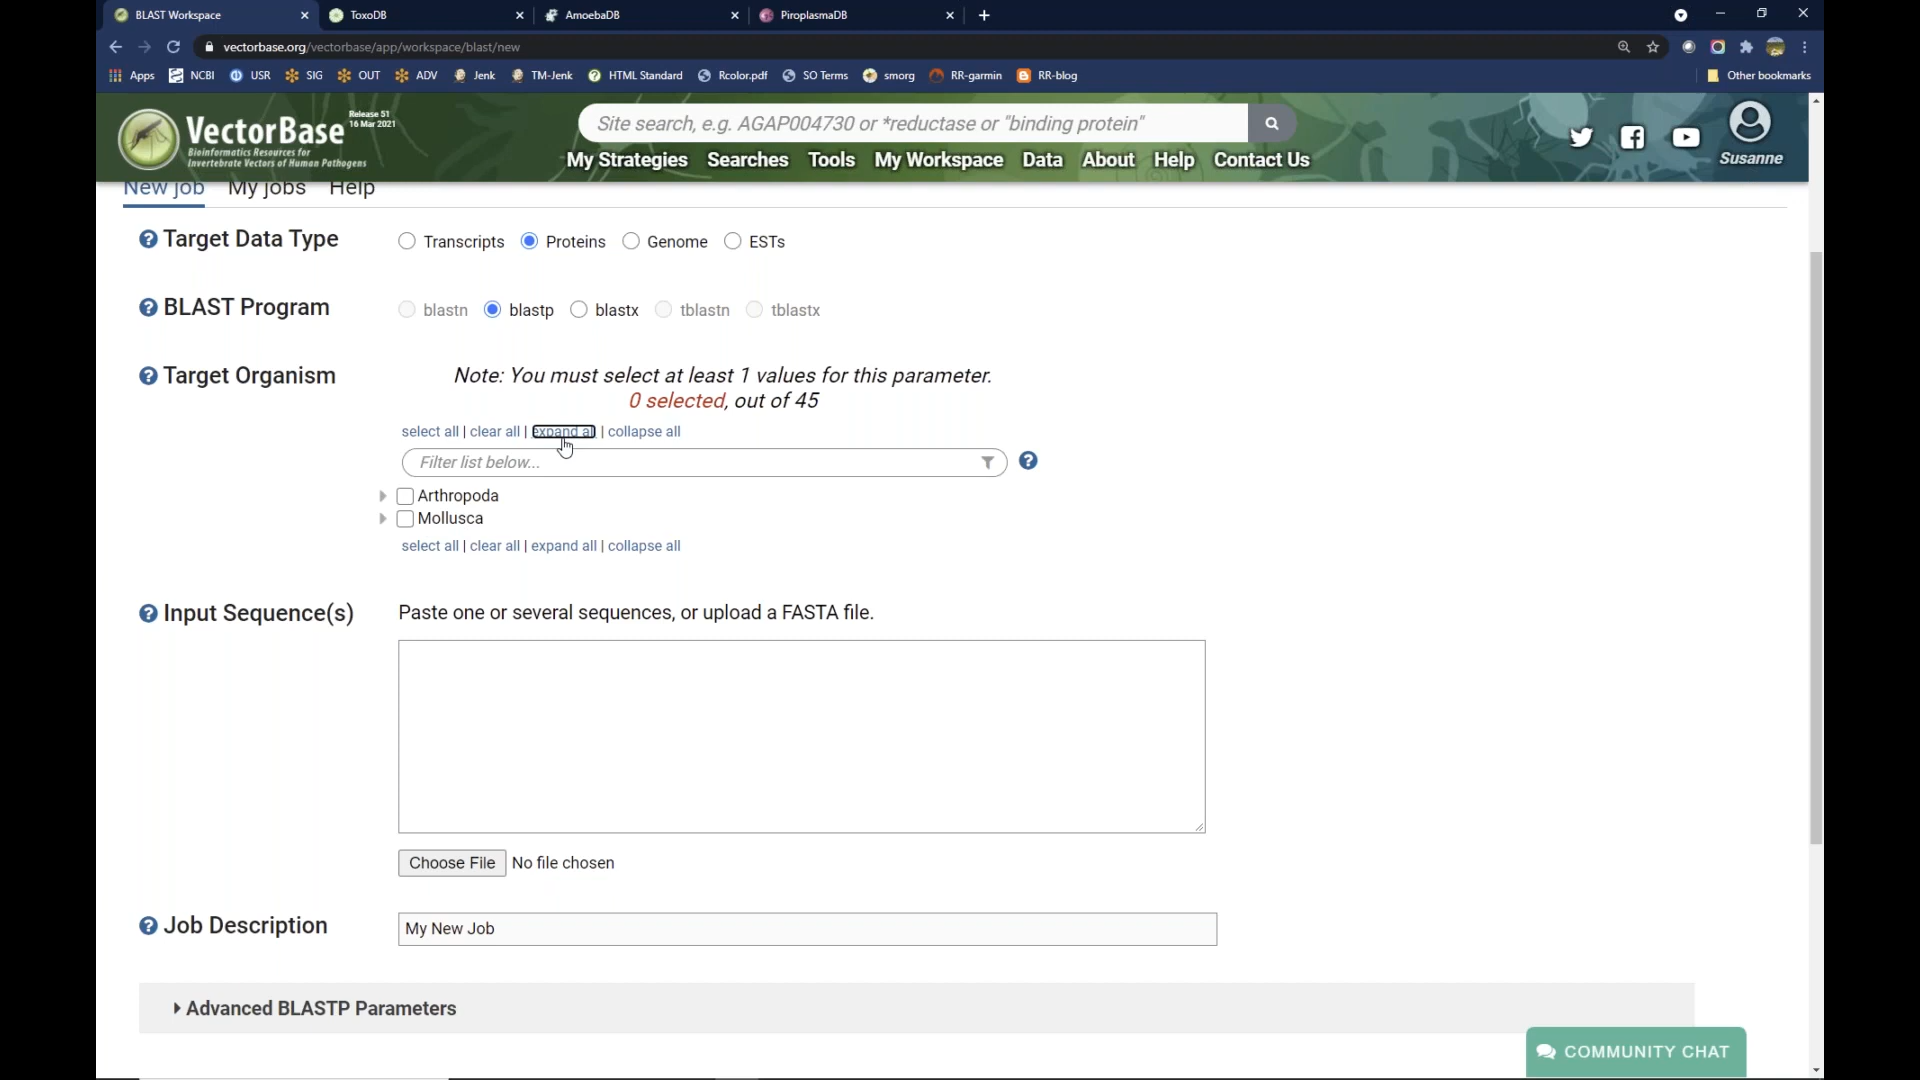 BLAST Workspace
ToxoDB
AmoebaDB
PiroplasmaDB
vectorbase.org/vectorbase/app/workspace/blast/new
Apps NCBI USR SIG OUT ADV Jenk TM-Jenk HTML Standard Rcolor.pdf SO Terms smorg RR-garmin RR-blog Other bookmarks
VectorBase Release 51
16 Mar 2021
Bioinformatics Resources for
Invertebrate Vectors of Human Pathogens
Site search, e.g. AGAP004730 or *reductase or "binding protein"
My Strategies Searches Tools My Workspace Data About Help Contact Us
Susanne
New job My jobs Help
Target Data Type Transcripts Proteins Genome ESTs
BLAST Program blastn blastp blastx tblastn tblastx
Target Organism Note: You must select at least 1 values for this parameter.
0 selected, out of 45
select all | clear all | expand all | collapse all
Filter list below...
Arthropoda
Mollusca
select all | clear all | expand all | collapse all
Input Sequence(s) Paste one or several sequences, or upload a FASTA file.
Choose File No file chosen
Job Description My New Job
Advanced BLASTP Parameters
COMMUNITY CHAT